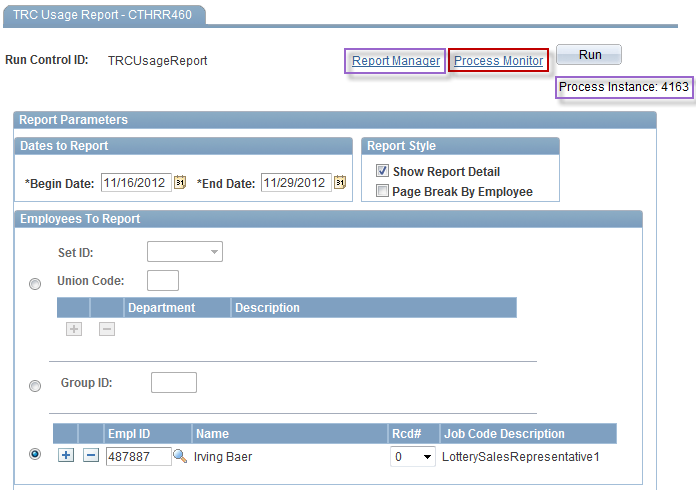 TRC Usage Report - CTHRR460
Run Control ID: TRCUsageReport Report Manager Process Monitor Run
Process Instance: 4163
Report Parameters
Dates to Report
*Begin Date: 11/16/2012 31 *End Date: 11/29/2012 31
Report Style
Show Report Detail
Page Break By Employee
Employees To Report
Set ID:
Union Code:
Department Description
Group ID:
Empl ID Name Rcd# Job Code Description
487887 Irving Baer 0 LotterySalesRepresentative1